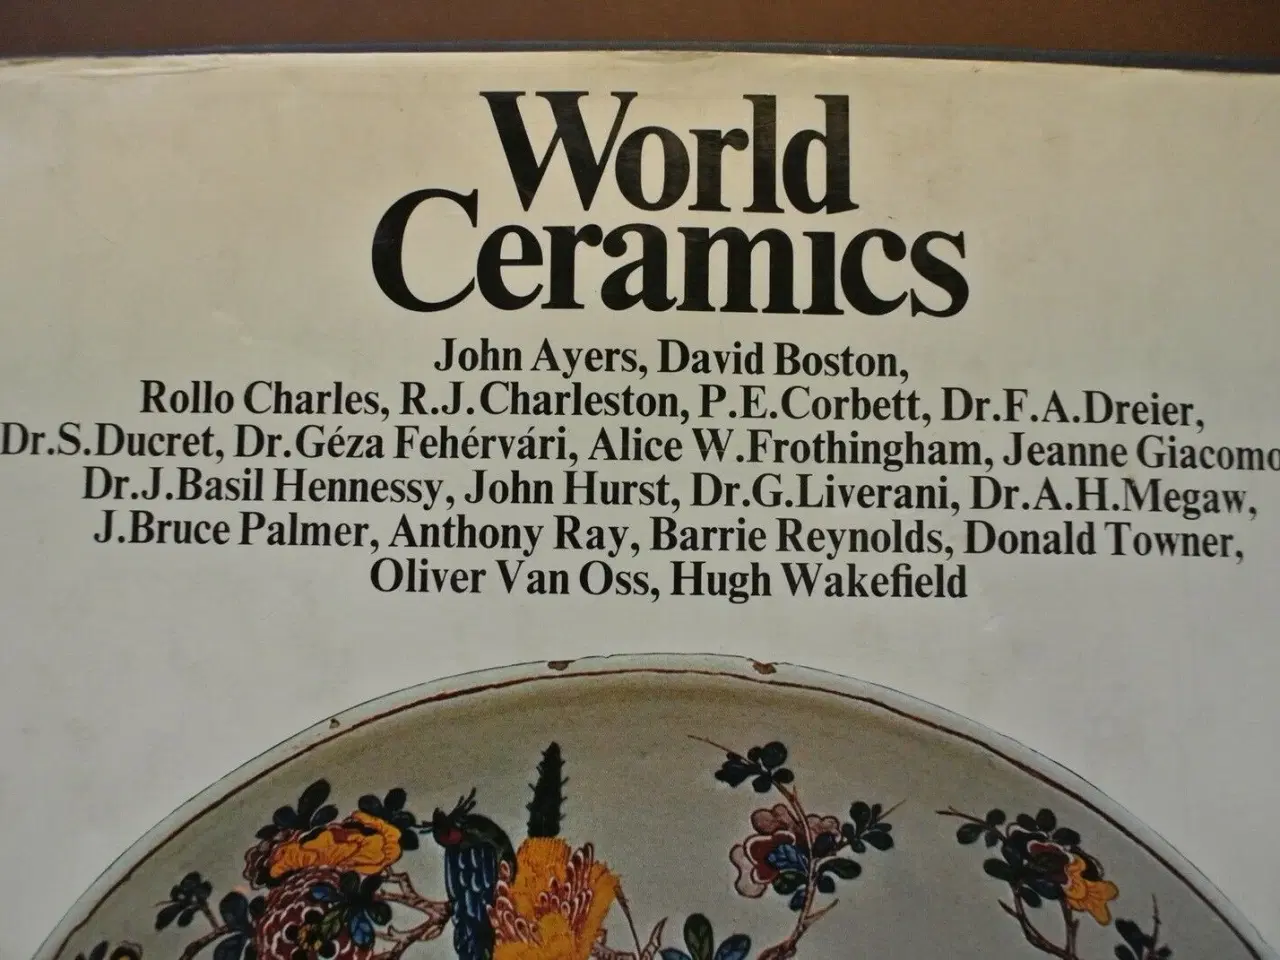 World
Ceramics
John Ayers, David Boston,
Rollo Charles, R.J.Charleston, P.E.Corbett, Dr.F.A.Dreier,
Dr.S.Ducret, Dr.Géza Fehérvári, Alice W.Frothingham, Jeanne Giacomo
Dr.J.Basil Hennessy, John Hurst, Dr.G.Liverani, Dr.A.H.Megaw,
J.Bruce Palmer, Anthony Ray, Barrie Reynolds, Donald Towner,
Oliver Van Oss, Hugh Wakefield